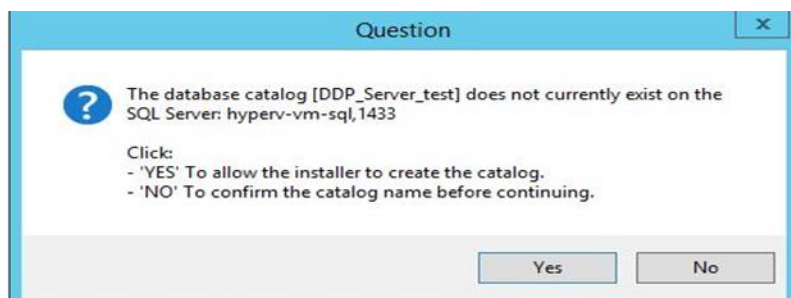 Question
x
The database catalog [DDP_Server_test] does not currently exist on the
SQL Server: hyperv-vm-sql,1433
Click:
- 'YES' To allow the installer to create the catalog.
- 'NO' To confirm the catalog name before continuing.
Yes
No